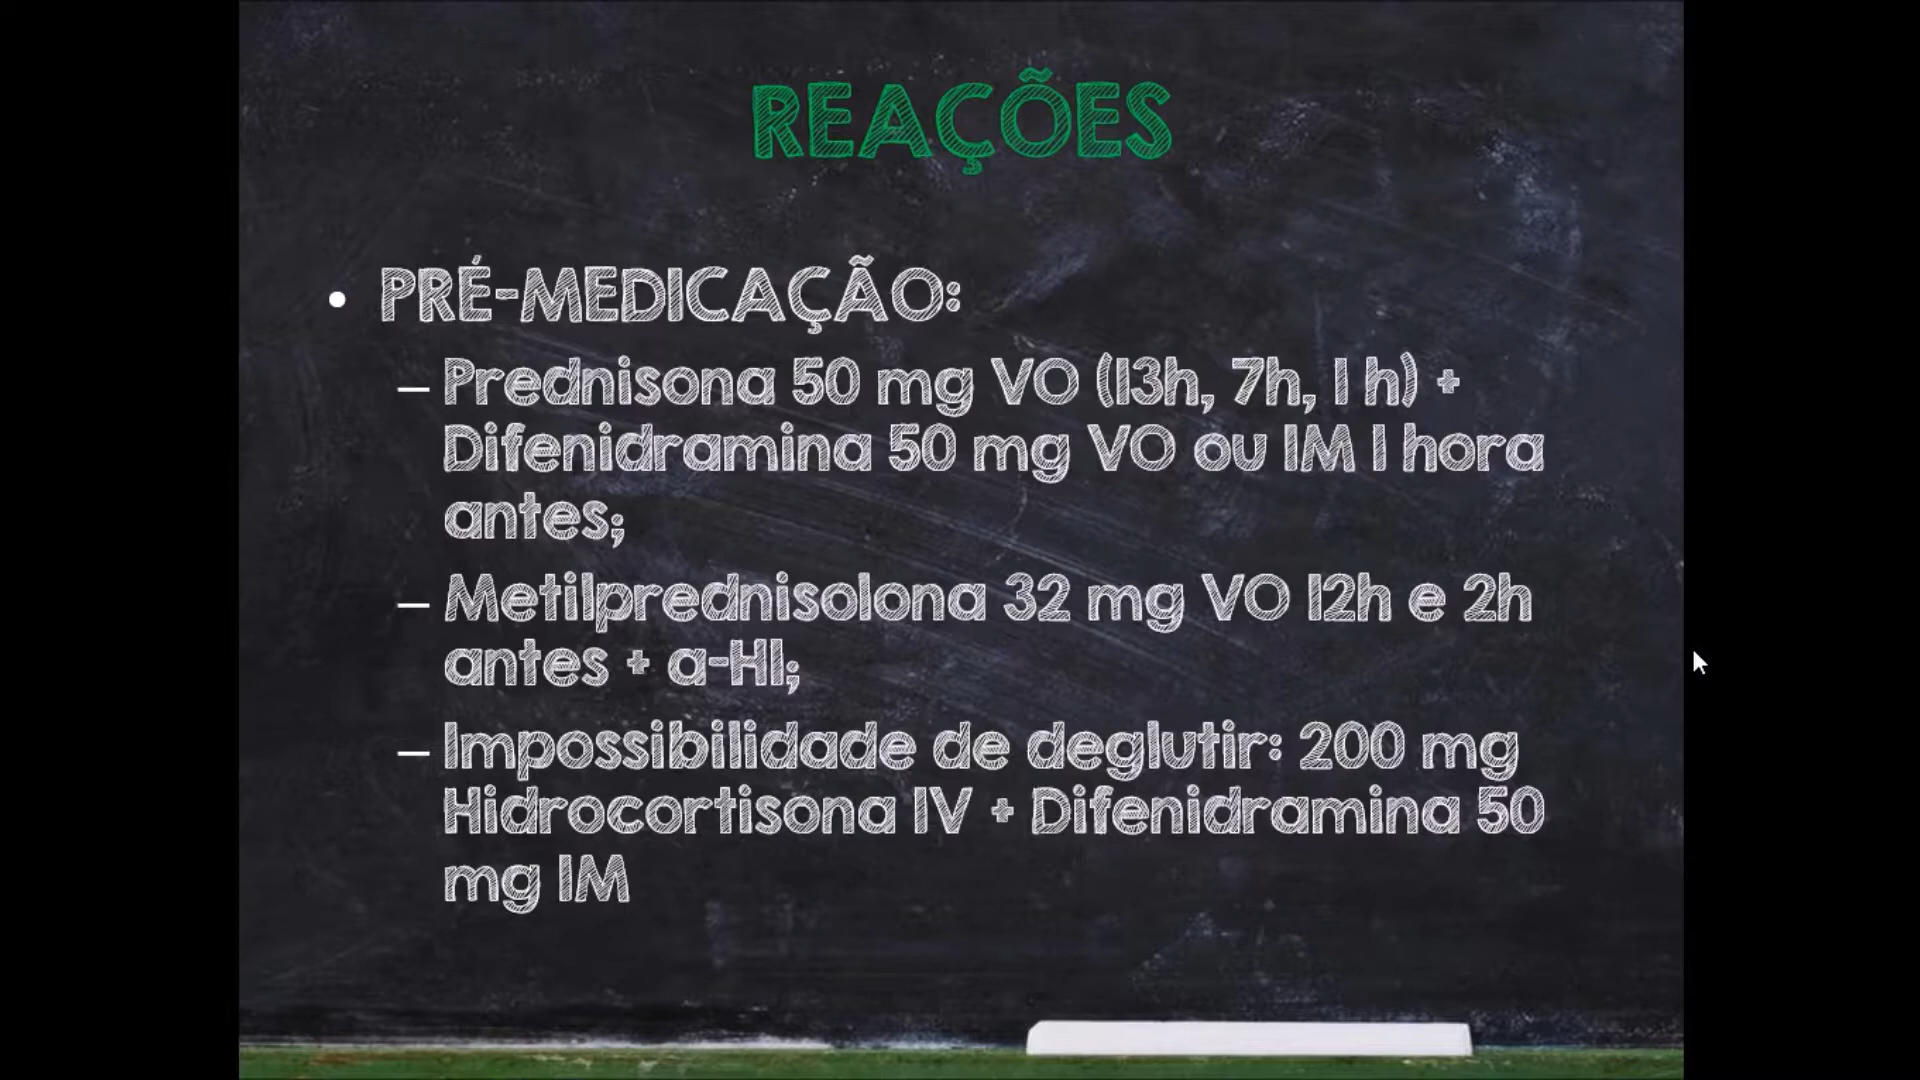 REAÇÕES
• PRÉ-MEDICAÇÃO:
– Prednisona 50 mg VO (13h, 7h, 1 h) +
Difenidramina 50 mg VO ou IM 1 hora
antes;
– Metilprednisolona 32 mg VO 12h e 2h
antes + a-H1;
– Impossibilidade de deglutir: 200 mg
Hidrocortisona IV + Difenidramina 50
mg IM